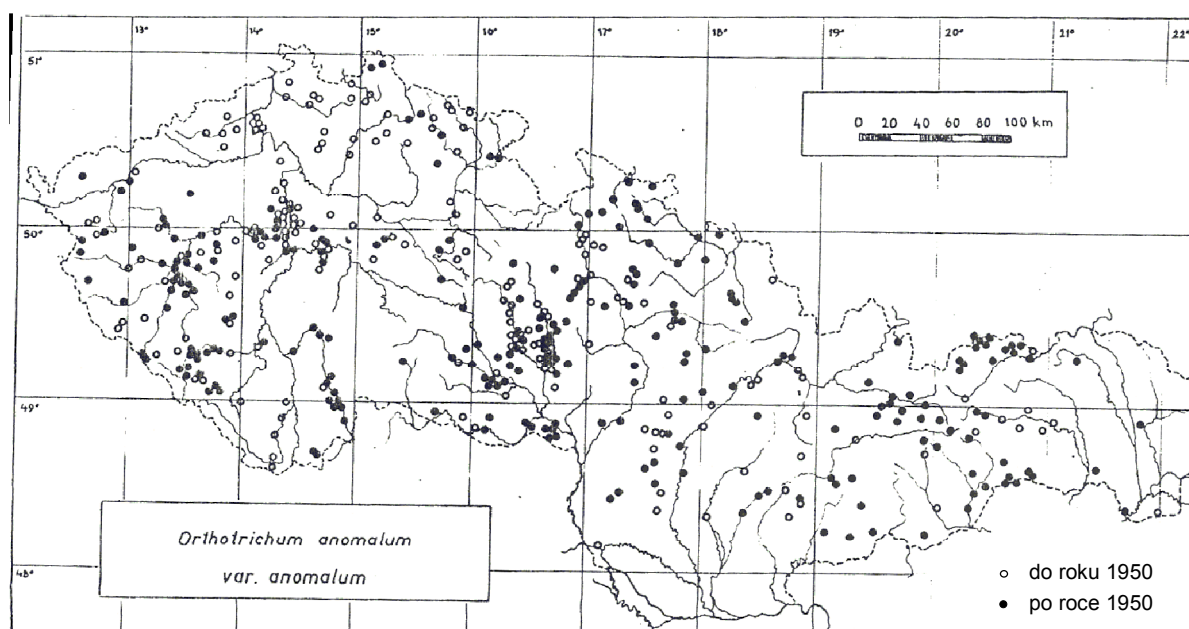 13° 14° 15° 16° 17° 18° 19° 20° 21° 22°
51°
0 20 40 60 80 100 km
50°
49°
Orthotrichum anomalum
var. anomalum
48°
○ do roku 1950
● po roce 1950